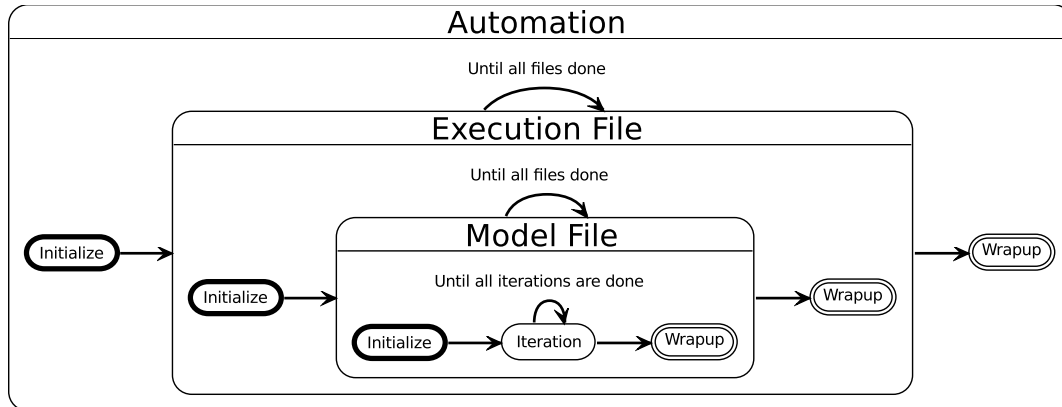 Automation
Until all files done
Execution File
Until all files done
Model File
Until all iterations are done
Initialize
Initialize
Initialize
Iteration
Wrapup
Wrapup
Wrapup